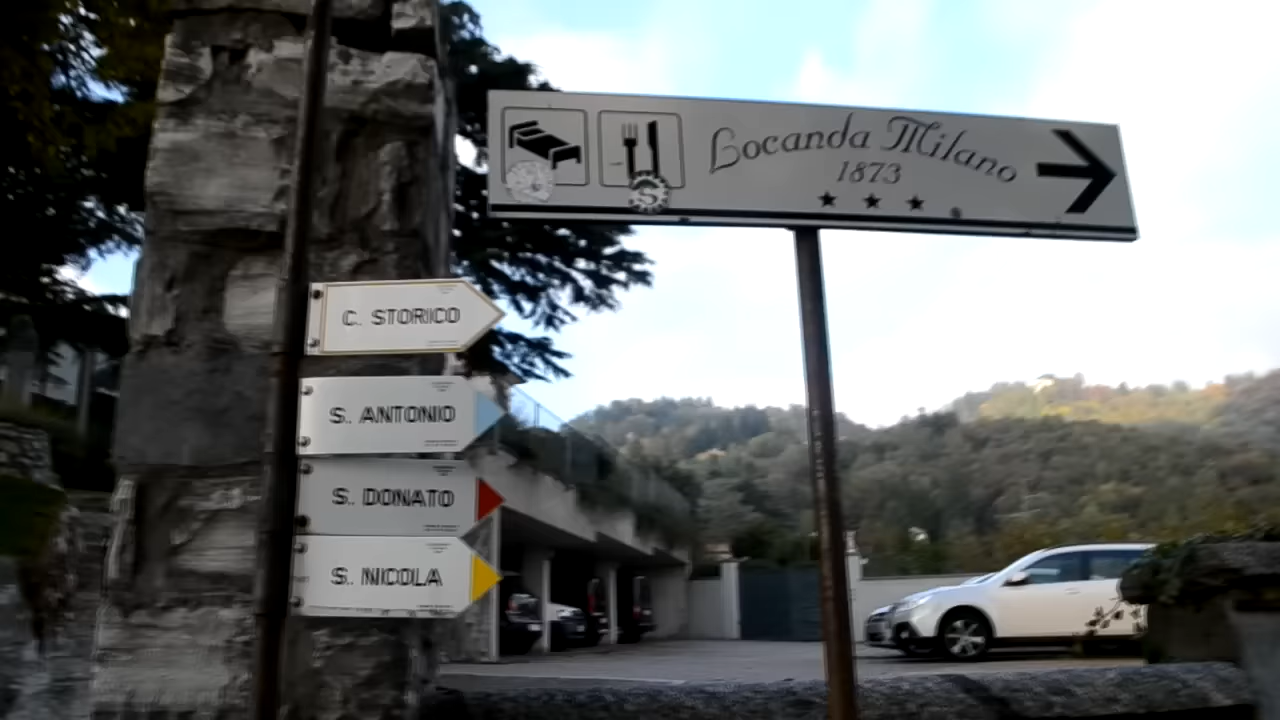 Locanda Milano
1873
C. STORICO
S. ANTONIO
S. DONATO
S. NICOLA